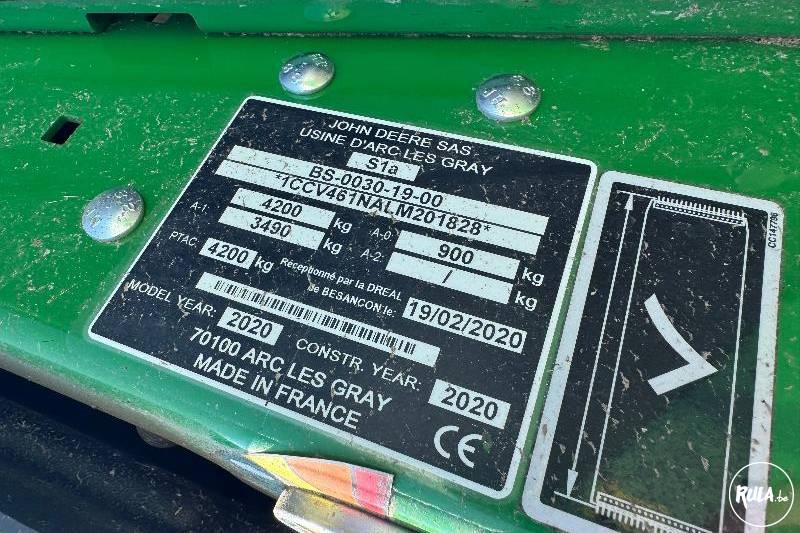 JOHN DEERE SAS
USINE D'ARC LES GRAY
S1a
BS-0030-19-00
*1CCV461NALM201828*
4200 kg A-0: 900 kg
A-1: 3490 kg A-2: / kg
PTAC: 4200 kg Réceptionné par la DREAL
de BESANCON le: 19/02/2020
MODEL YEAR: 2020 CONSTR. YEAR: 2020
70100 ARC LES GRAY
MADE IN FRANCE
CE
CC147796
RULA.be